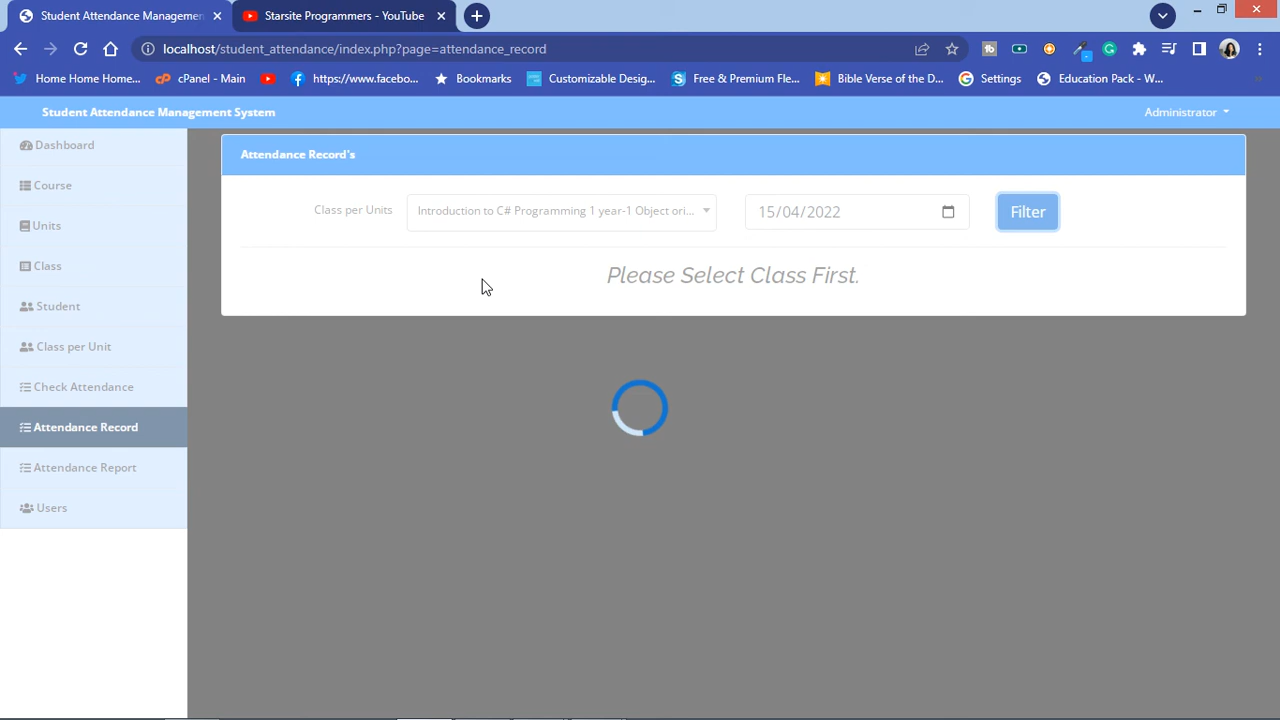 Student Attendance Managemen
Starsite Programmers - YouTube
localhost/student_attendance/index.php?page=attendance_record
Home Home Home...
cPanel - Main
https://www.facebo...
Bookmarks
Customizable Desig...
Free & Premium Fle...
Bible Verse of the D...
Settings
Education Pack - W...
Student Attendance Management System
Administrator
Dashboard
Course
Units
Class
Student
Class per Unit
Check Attendance
Attendance Record
Attendance Report
Users
Attendance Record's
Class per Units
Introduction to C# Programming 1 year-1 Object ori...
15/04/2022
Filter
Please Select Class First.